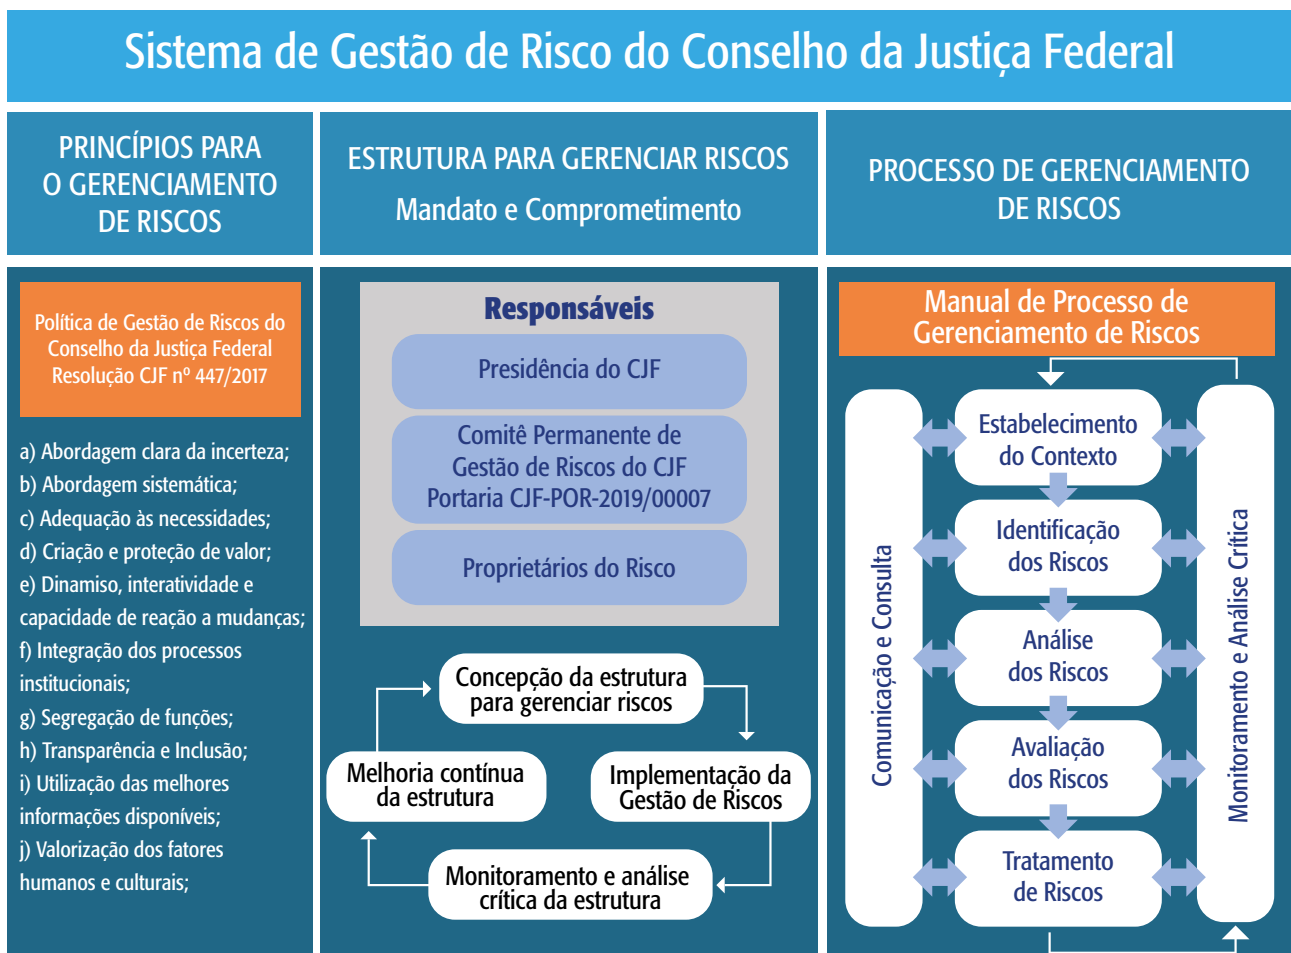 Sistema de Gestão de Risco do Conselho da Justiça Federal
PRINCÍPIOS PARA
O GERENCIAMENTO
DE RISCOS
ESTRUTURA PARA GERENCIAR RISCOS
Mandato e Comprometimento
PROCESSO DE GERENCIAMENTO
DE RISCOS
Política de Gestão de Riscos do
Conselho da Justiça Federal
Resolução CJF nº 447/2017
a) Abordagem clara da incerteza;
b) Abordagem sistemática;
c) Adequação às necessidades;
d) Criação e proteção de valor;
e) Dinamiso, interatividade e
capacidade de reação a mudanças;
f) Integração dos processos
institucionais;
g) Segregação de funções;
h) Transparência e Inclusão;
i) Utilização das melhores
informações disponíveis;
j) Valorização dos fatores
humanos e culturais;
Responsáveis
Presidência do CJF
Comitê Permanente de
Gestão de Riscos do CJF
Portaria CJF-POR-2019/00007
Proprietários do Risco
Concepção da estrutura
para gerenciar riscos
Implementação da
Gestão de Riscos
Monitoramento e análise
crítica da estrutura
Melhoria contínua
da estrutura
Manual de Processo de
Gerenciamento de Riscos
Comunicação e Consulta
Estabelecimento
do Contexto
Identificação
dos Riscos
Análise
dos Riscos
Avaliação
dos Riscos
Tratamento
de Riscos
Monitoramento e Análise Crítica